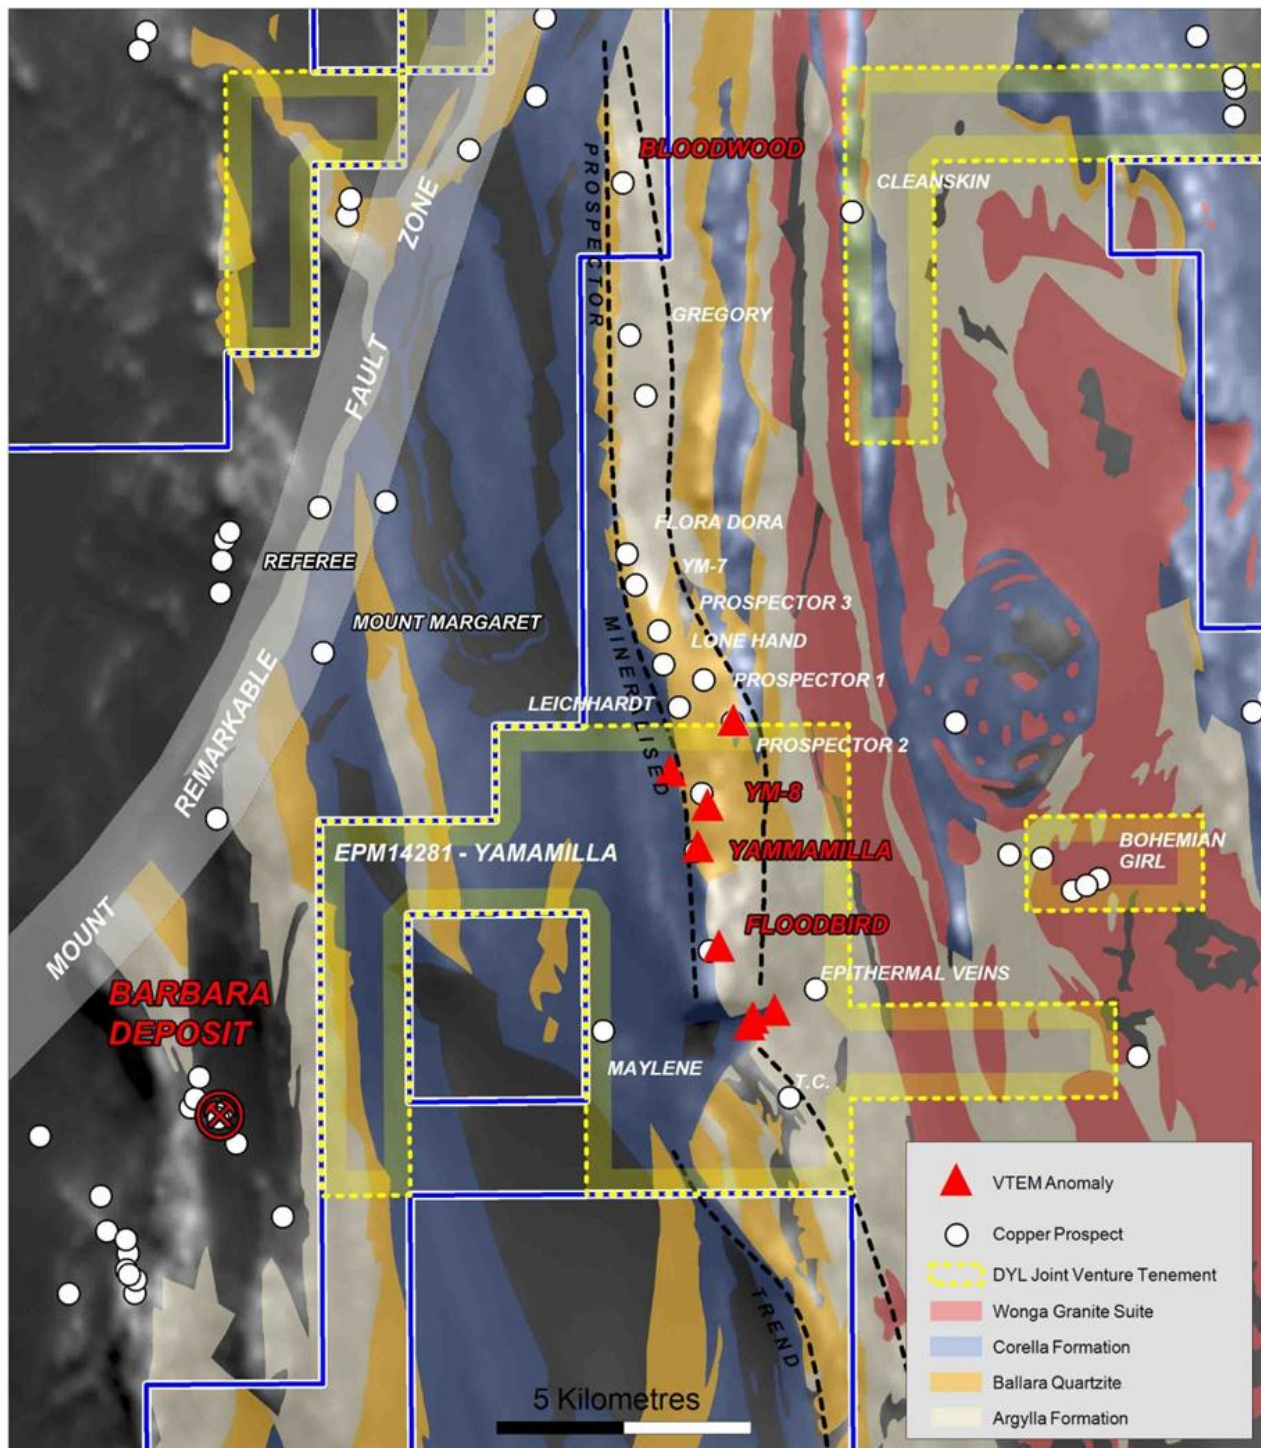 BLOODWOOD
PROSPECTOR
CLEANSKIN
ZONE
GREGORY
FAULT
FLORA DORA
REFEREE
YM-7
PROSPECTOR 3
MOUNT MARGARET
LONE HAND
MINERALISED
PROSPECTOR 1
REMARKABLE
LEICHHARDT
PROSPECTOR 2
YM-8
EPM14281 - YAMAMILLA
YAMMAMILLA
BOHEMIAN
GIRL
MOUNT
FLOODBIRD
EPITHERMAL VEINS
BARBARA
DEPOSIT
MAYLENE
T.C.
TREND
VTEM Anomaly
Copper Prospect
DYL Joint Venture Tenement
Wonga Granite Suite
Corella Formation
Ballara Quartzite
Argylla Formation
5 Kilometres